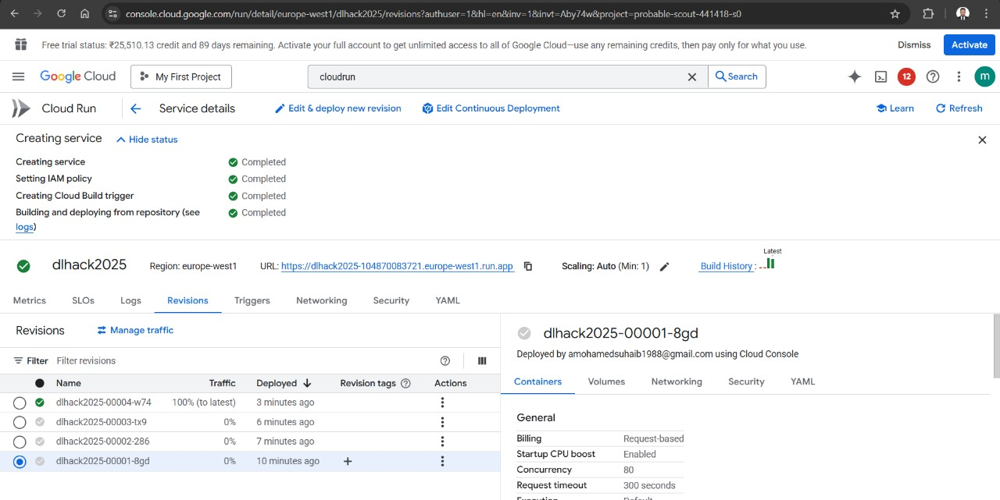 console.cloud.google.com/run/detail/europe-west1/dlhack2025/revisions?authuser=1&hl=en&inv=1&invt=Aby74w&project=probable-scout-441418-s0
Free trial status: ₹25,510.13 credit and 89 days remaining. Activate your full account to get unlimited access to all of Google Cloud—use any remaining credits, then pay only for what you use. Dismiss Activate
Google Cloud My First Project cloudrun Search 12 m
Cloud Run Service details Edit & deploy new revision Edit Continuous Deployment Learn Refresh
Creating service Hide status
Creating service Completed
Setting IAM policy Completed
Creating Cloud Build trigger Completed
Building and deploying from repository (see Completed
logs)
Latest
dlhack2025 Region: europe-west1 URL: https://dlhack2025-104870083721.europe-west1.run.app Scaling: Auto (Min: 1) Build History :
Metrics SLOs Logs Revisions Triggers Networking Security YAML
Revisions Manage traffic
Filter Filter revisions
Name Traffic Deployed Revision tags Actions
dlhack2025-00004-w74 100% (to latest) 3 minutes ago
dlhack2025-00003-tx9 0% 6 minutes ago
dlhack2025-00002-286 0% 7 minutes ago
dlhack2025-00001-8gd 0% 10 minutes ago +
dlhack2025-00001-8gd
Deployed by amohamedsuhaib1988@gmail.com using Cloud Console
Containers Volumes Networking Security YAML
General
Billing Request-based
Startup CPU boost Enabled
Concurrency 80
Request timeout 300 seconds
Execution Default